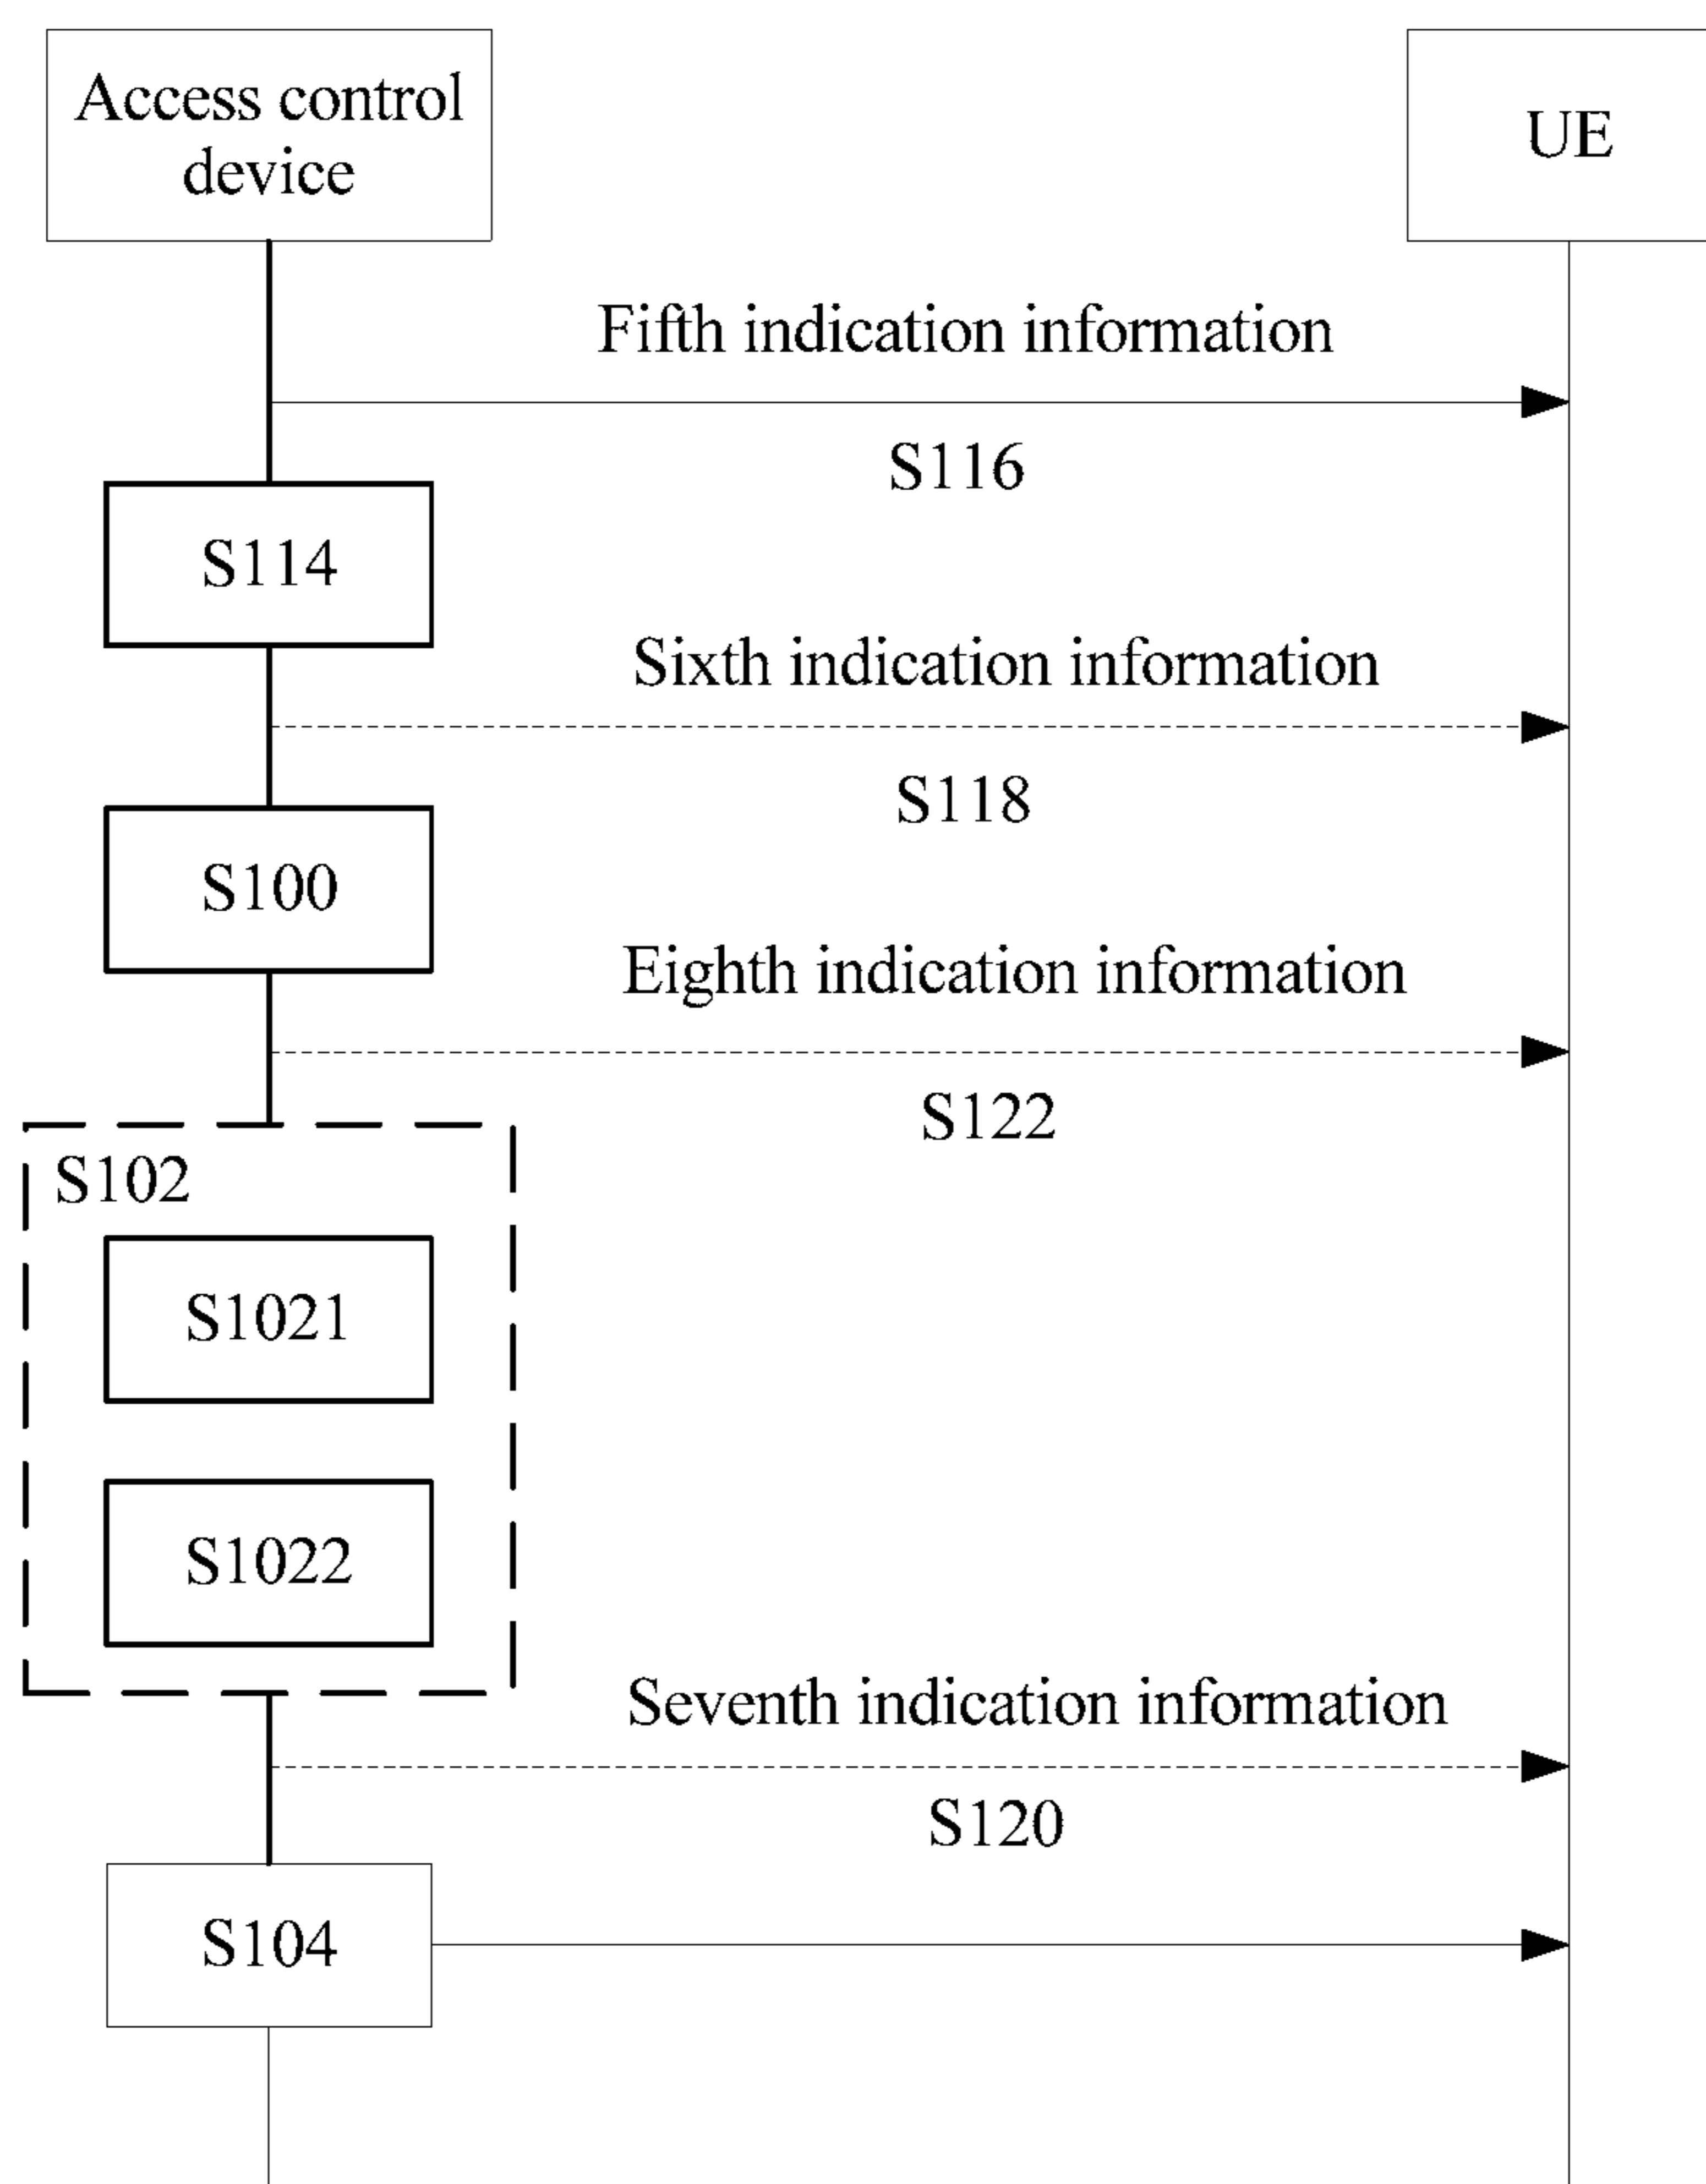 Access control
device
UE
Fifth indication information
S116
S114
Sixth indication information
S118
S100
Eighth indication information
S122
S102
S1021
S1022
Seventh indication information
S120
S104